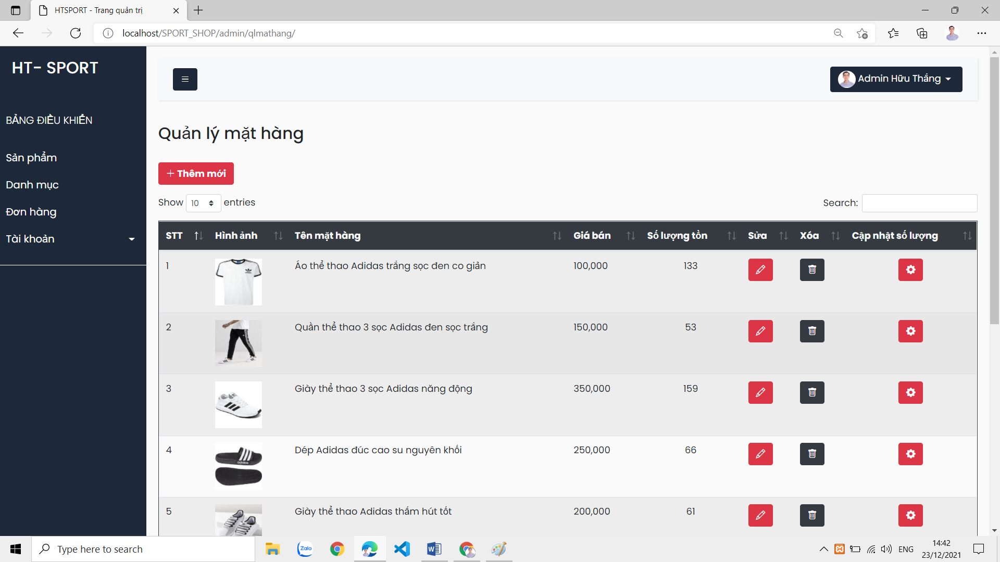 HTSPORT - Trang quản trị
localhost/SPORT_SHOP/admin/qlmathang/
HT- SPORT
Admin Hữu Thắng
BẢNG ĐIỀU KHIỂN
Sản phẩm
Danh mục
Đơn hàng
Tài khoản
Quản lý mặt hàng
+ Thêm mới
Show 10 entries
Search:
STT Hình ảnh Tên mặt hàng Giá bán Số lượng tồn Sửa Xóa Cập nhật số lượng
1 Áo thể thao Adidas trắng sọc đen co giản 100,000 133
2 Quần thể thao 3 sọc Adidas đen sọc trắng 150,000 53
3 Giày thể thao 3 sọc Adidas năng động 350,000 159
4 Dép Adidas đúc cao su nguyên khối 250,000 66
adidas
5 Giày thể thao Adidas thấm hút tốt 200,000 61
Type here to search
Zalo
ENG
14:42
23/12/2021